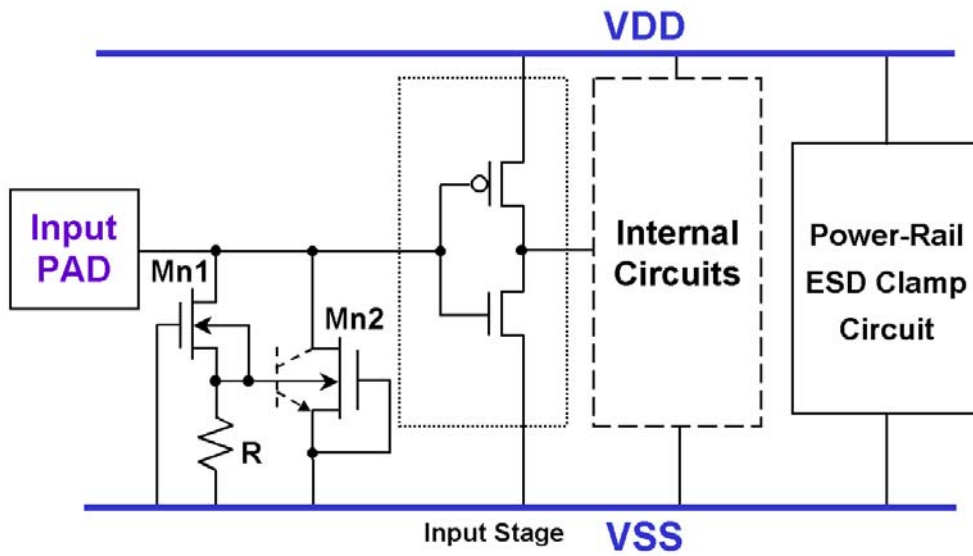 VDD
Input
PAD
Mn1
Mn2
R
Internal
Circuits
Power-Rail
ESD Clamp
Circuit
Input Stage
VSS